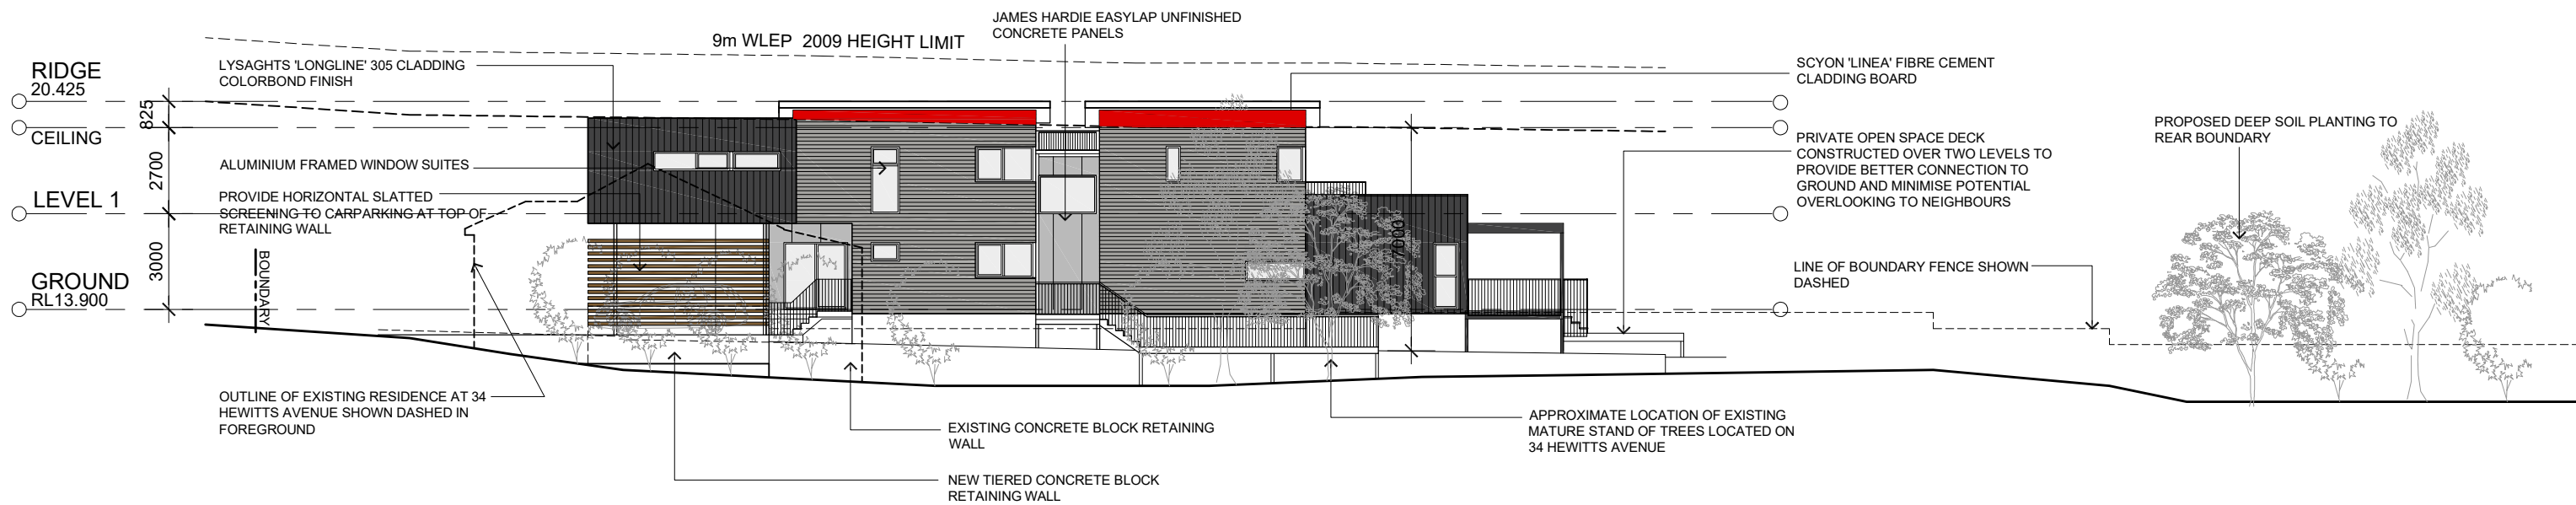 JAMES HARDIE EASYLAP UNFINISHED
CONCRETE PANELS
9m WLEP 2009 HEIGHT LIMIT
RIDGE
20.425
825
CEILING
2700
LEVEL 1
3000
GROUND
RL13.900
LYSAGHTS 'LONGLINE' 305 CLADDING
COLORBOND FINISH
ALUMINIUM FRAMED WINDOW SUITES
PROVIDE HORIZONTAL SLATTED
SCREENING TO CARPARKING AT TOP OF
RETAINING WALL
BOUNDARY
OUTLINE OF EXISTING RESIDENCE AT 34
HEWITTS AVENUE SHOWN DASHED IN
FOREGROUND
EXISTING CONCRETE BLOCK RETAINING
WALL
NEW TIERED CONCRETE BLOCK
RETAINING WALL
7000
SCYON 'LINEA' FIBRE CEMENT
CLADDING BOARD
PRIVATE OPEN SPACE DECK
CONSTRUCTED OVER TWO LEVELS TO
PROVIDE BETTER CONNECTION TO
GROUND AND MINIMISE POTENTIAL
OVERLOOKING TO NEIGHBOURS
LINE OF BOUNDARY FENCE SHOWN
DASHED
APPROXIMATE LOCATION OF EXISTING
MATURE STAND OF TREES LOCATED ON
34 HEWITTS AVENUE
PROPOSED DEEP SOIL PLANTING TO
REAR BOUNDARY